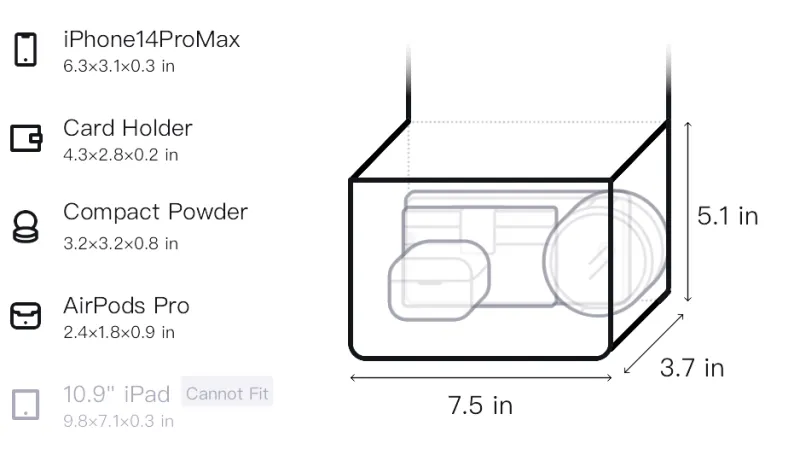 iPhone14ProMax
6.3×3.1×0.3 in
Card Holder
4.3×2.8×0.2 in
Compact Powder
3.2×3.2×0.8 in
AirPods Pro
2.4×1.8×0.9 in
10.9" iPad Cannot Fit
9.8×7.1×0.3 in
5.1 in
3.7 in
7.5 in